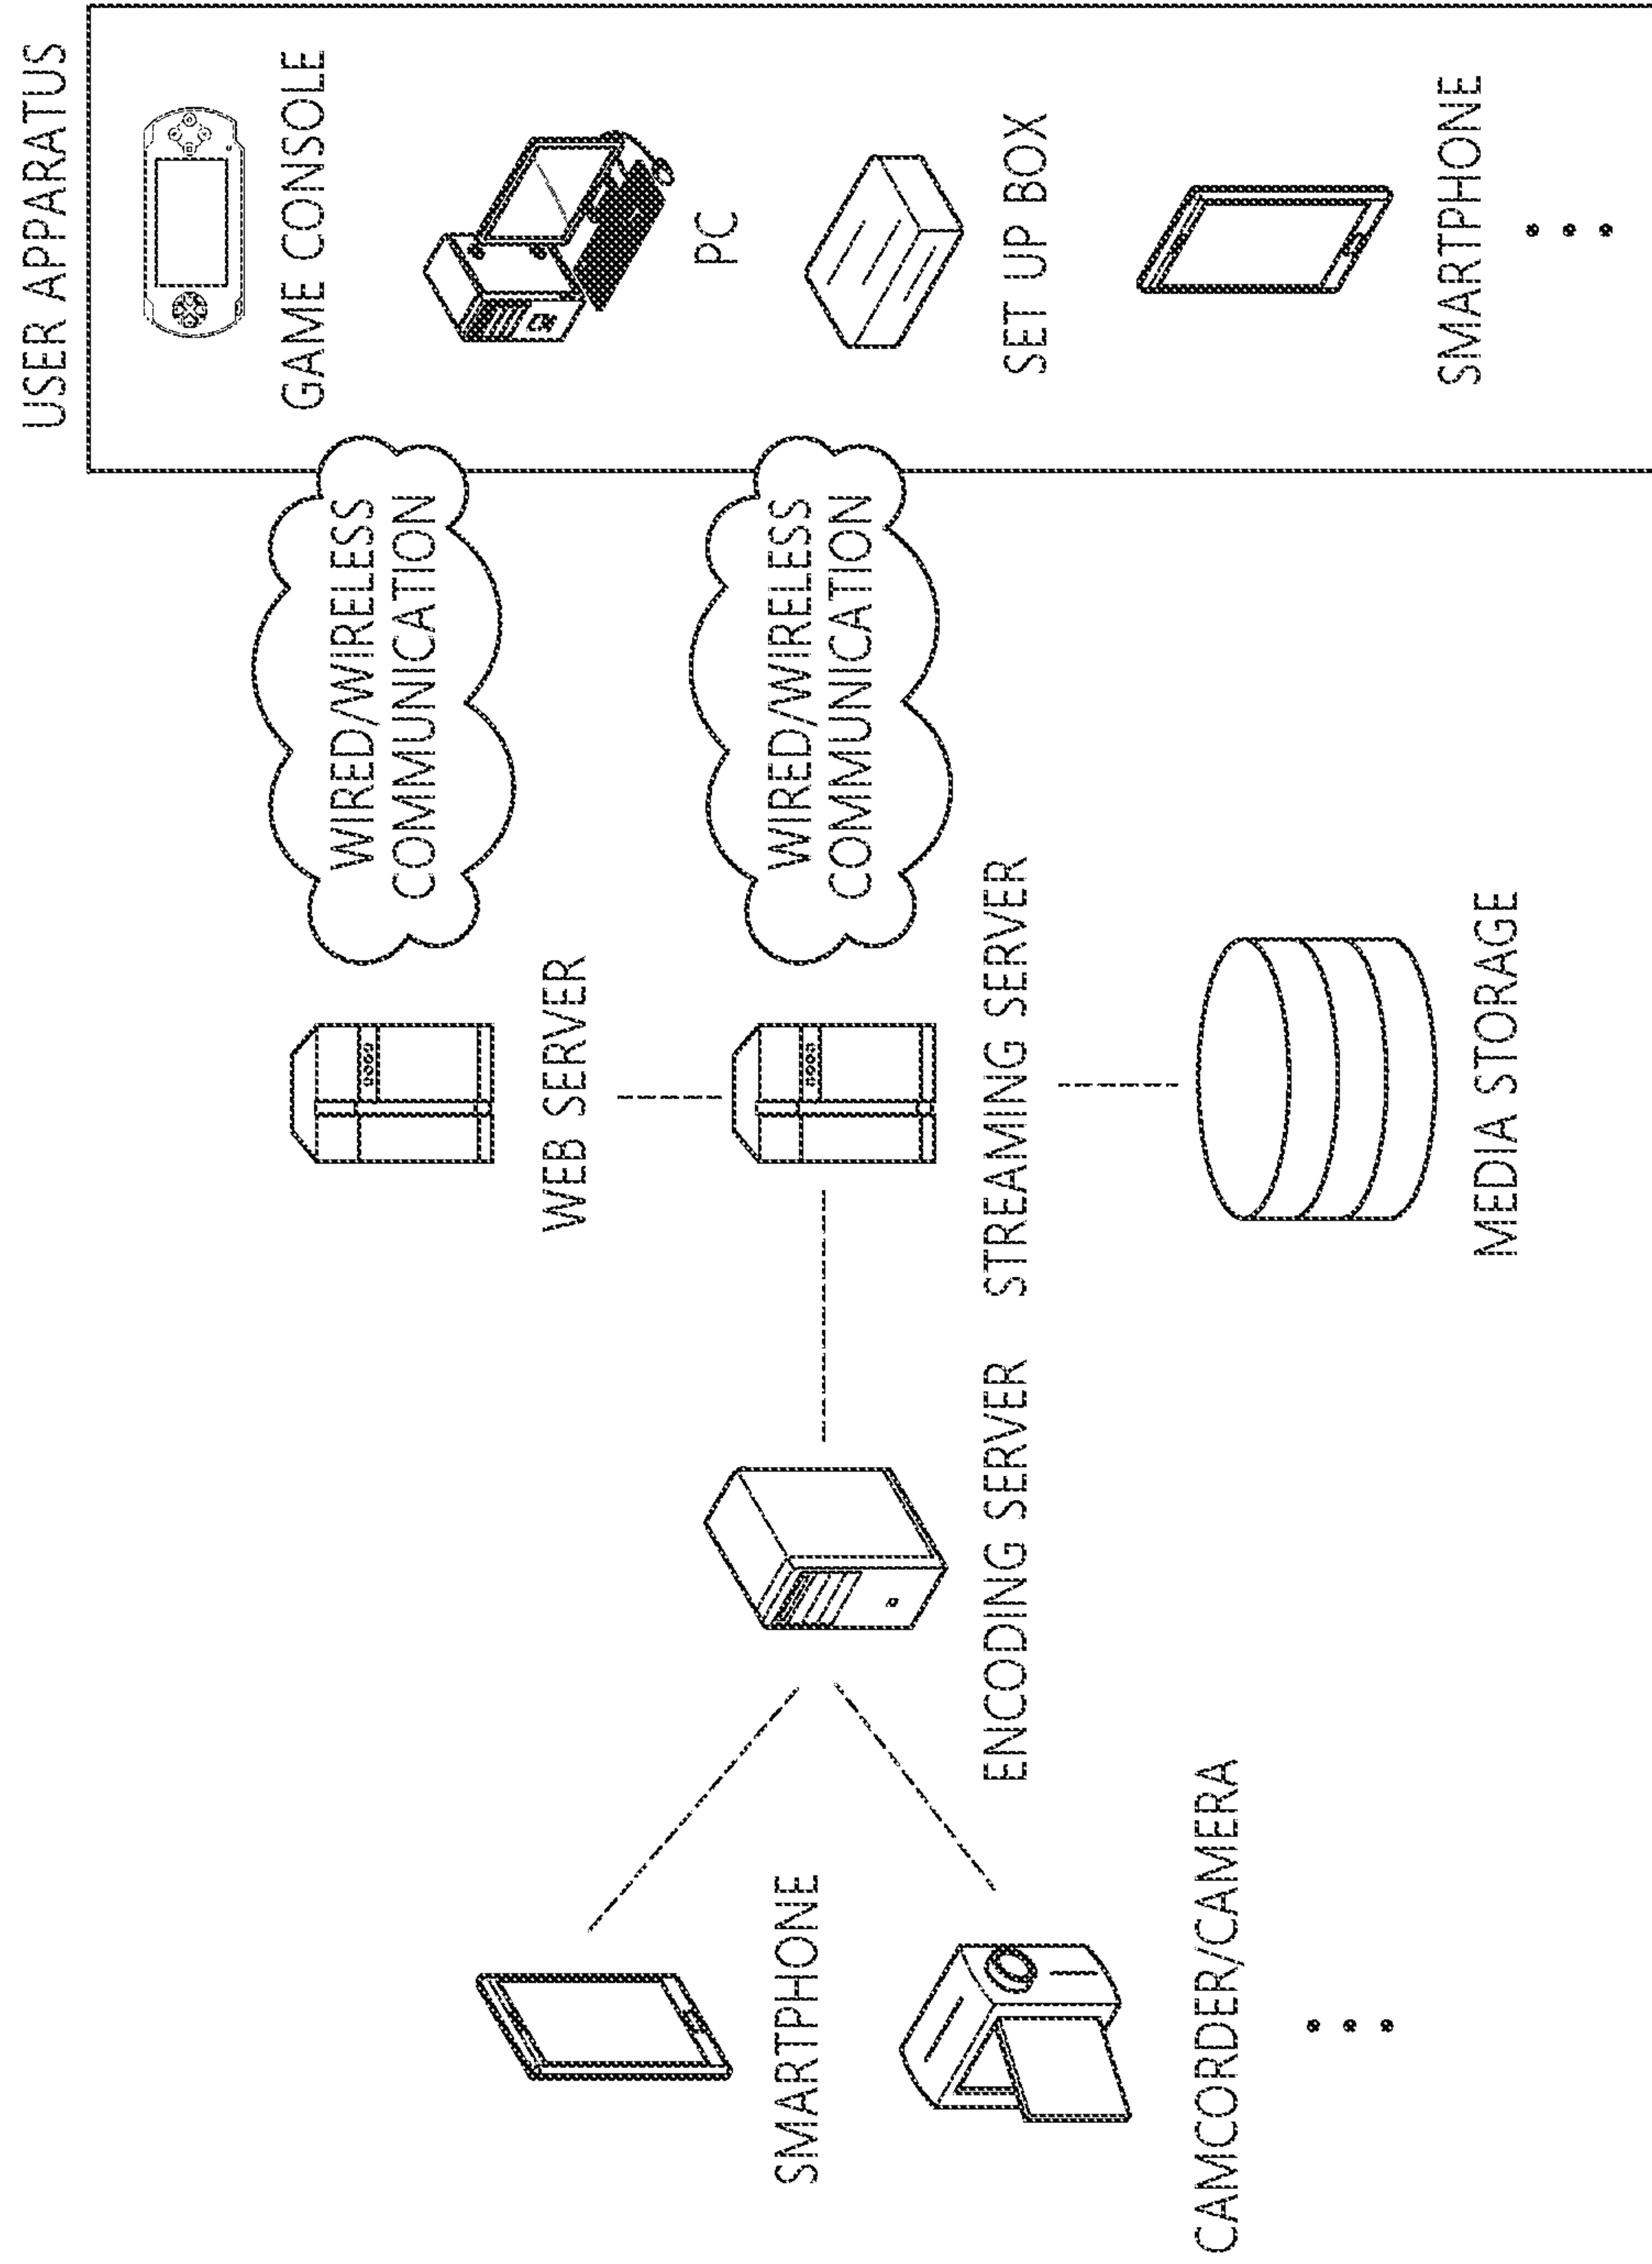 SMARTPHONE
CAMCORDER/CAMERA
ENCODING SERVER
WEB SERVER
STREAMING SERVER
MEDIA STORAGE
WIRED/WIRELESS
COMMUNICATION
WIRED/WIRELESS
COMMUNICATION
USER APPARATUS
GAME CONSOLE
PC
SET UP BOX
SMARTPHONE